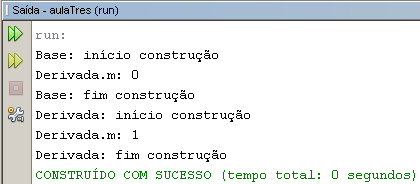 Saída - aulaTres (run)
run:
Base: início construção
Derivada.m: 0
Base: fim construção
Derivada: início construção
Derivada.m: 1
Derivada: fim construção
CONSTRUÍDO COM SUCESSO (tempo total: 0 segundos)